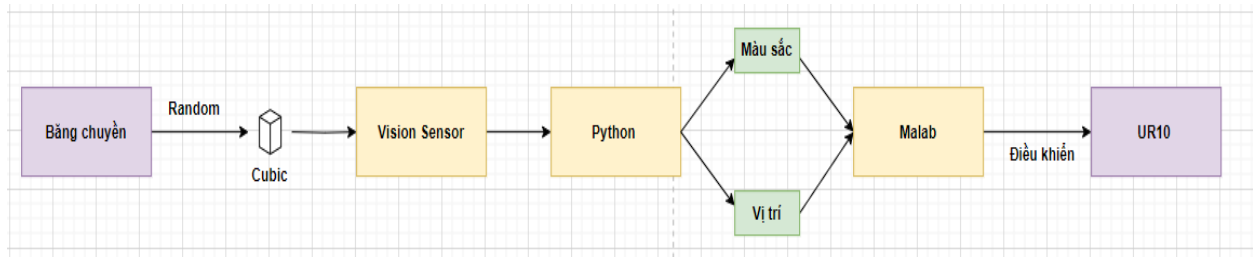 Băng chuyền
Random
Cubic
Vision Sensor
Python
Màu sắc
Vị trí
Malab
Điều khiển
UR10